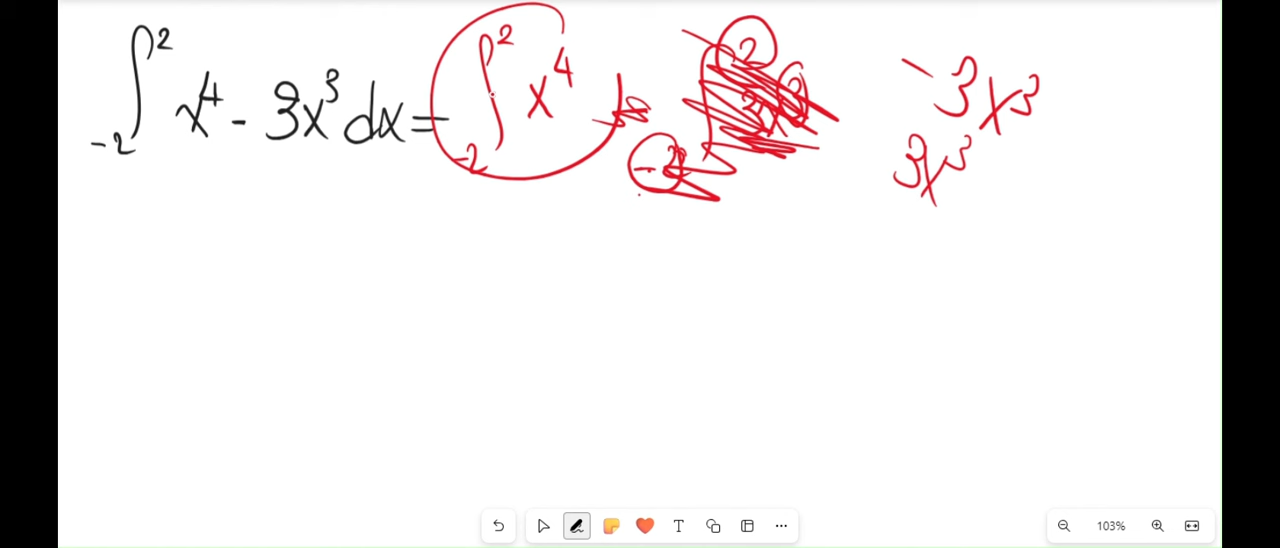 ∫₋₂² x⁴ - 3x³ dx = ∫₋₂² x⁴ - 3x³
3x³
T
103%